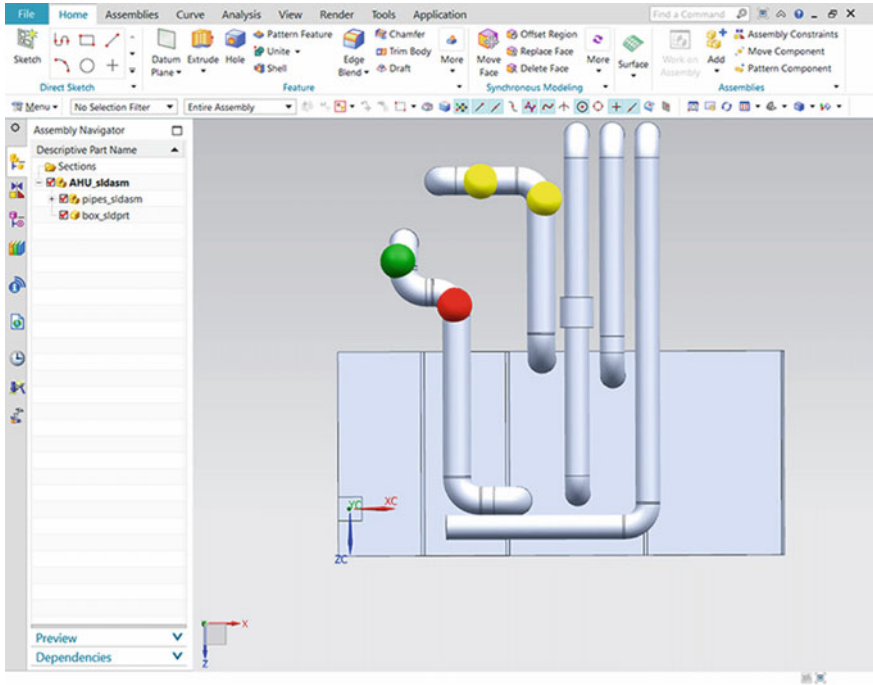 File Home Assemblies Curve Analysis View Render Tools Application Find a Command
Sketch Datum Plane Extrude Hole Pattern Feature Unite Shell Edge Blend Chamfer Trim Body Draft More Move Face Offset Region Replace Face Delete Face More Surface Work on Assembly Add Assembly Constraints Move Component Pattern Component
Direct Sketch Feature Synchronous Modeling Assemblies
Menu No Selection Filter Entire Assembly
Assembly Navigator
Descriptive Part Name
Sections
AHU_sldasm
pipes_sldasm
box_sldprt
YC XC
ZC
X
Z
Preview
Dependencies